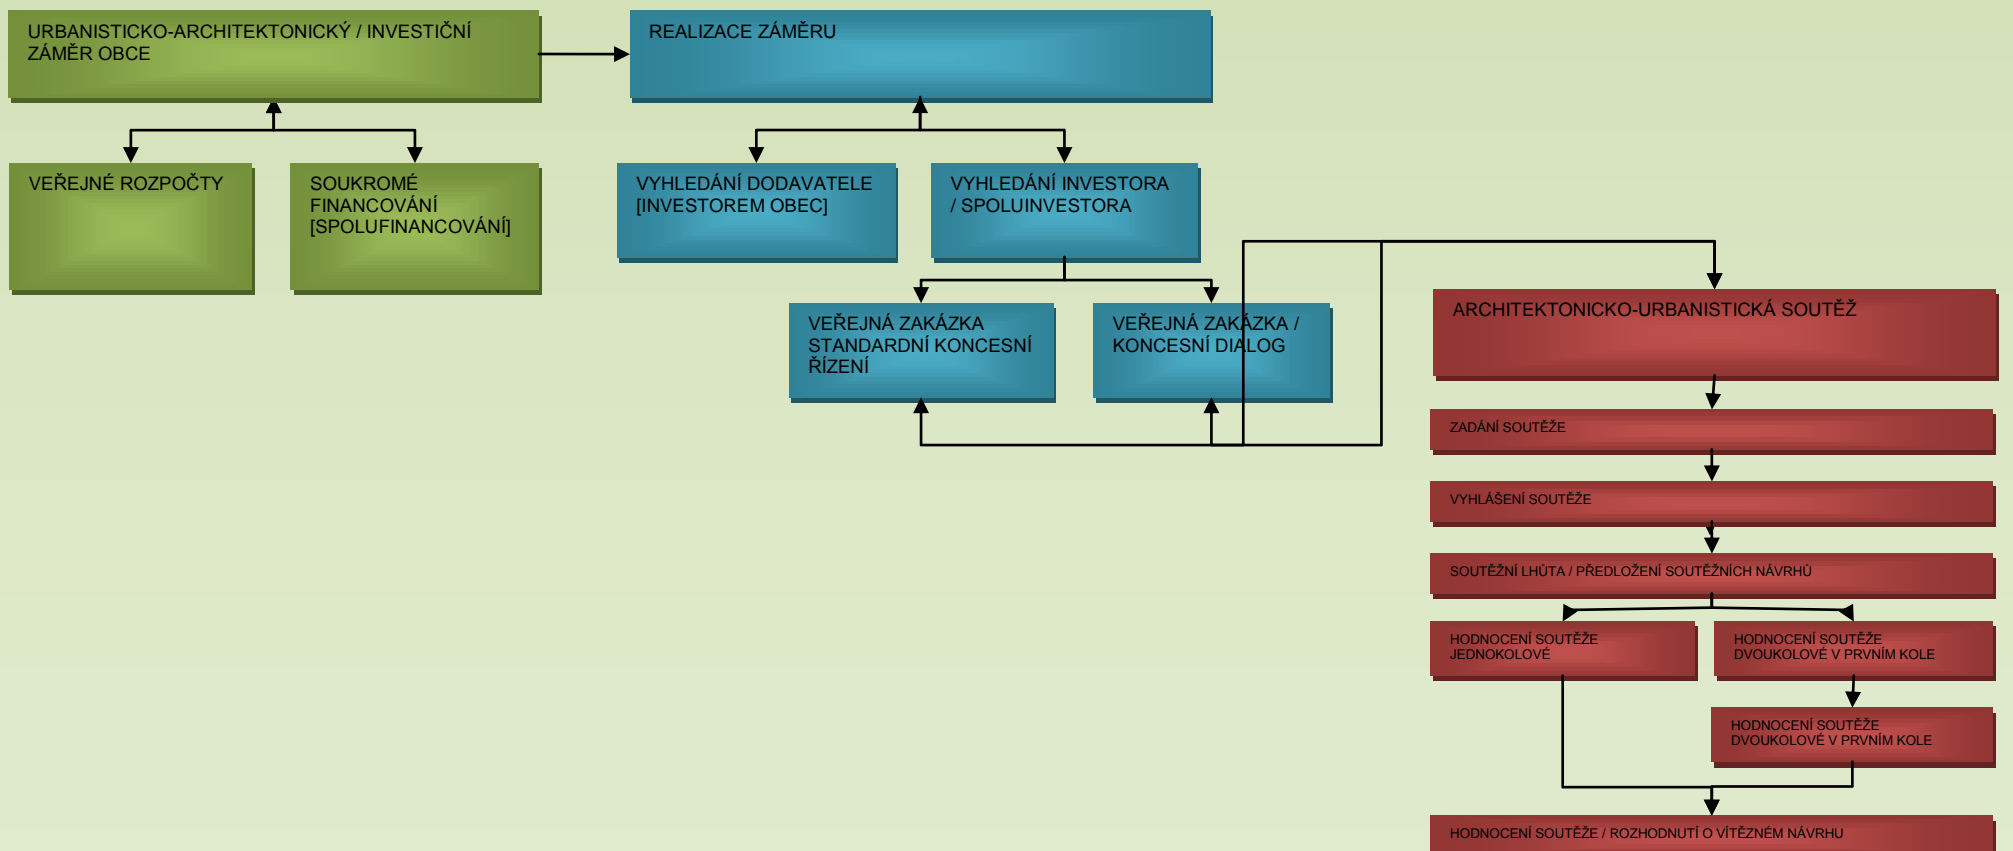 URBANISTICKO-ARCHITEKTONICKÝ / INVESTIČNÍ
ZÁMĚR OBCE
REALIZACE ZÁMĚRU
VEŘEJNÉ ROZPOČTY
SOUKROMÉ
FINANCOVÁNÍ
[SPOLUFINANCOVÁNÍ]
VYHLEDÁNÍ DODAVATELE
[INVESTOREM OBEC]
VYHLEDÁNÍ INVESTORA
/ SPOLUINVESTORA
VEŘEJNÁ ZAKÁZKA
STANDARDNÍ KONCESNÍ
ŘÍZENÍ
VEŘEJNÁ ZAKÁZKA /
KONCESNÍ DIALOG
ARCHITEKTONICKO-URBANISTICKÁ SOUTĚŽ
ZADÁNÍ SOUTĚŽE
VYHLÁŠENÍ SOUTĚŽE
SOUTĚŽNÍ LHŮTA / PŘEDLOŽENÍ SOUTĚŽNÍCH NÁVRHŮ
HODNOCENÍ SOUTĚŽE
JEDNOKOLOVÉ
HODNOCENÍ SOUTĚŽE
DVOUKOLOVÉ V PRVNÍM KOLE
HODNOCENÍ SOUTĚŽE
DVOUKOLOVÉ V PRVNÍM KOLE
HODNOCENÍ SOUTĚŽE / ROZHODNUTÍ O VÍTĚZNÉM NÁVRHU